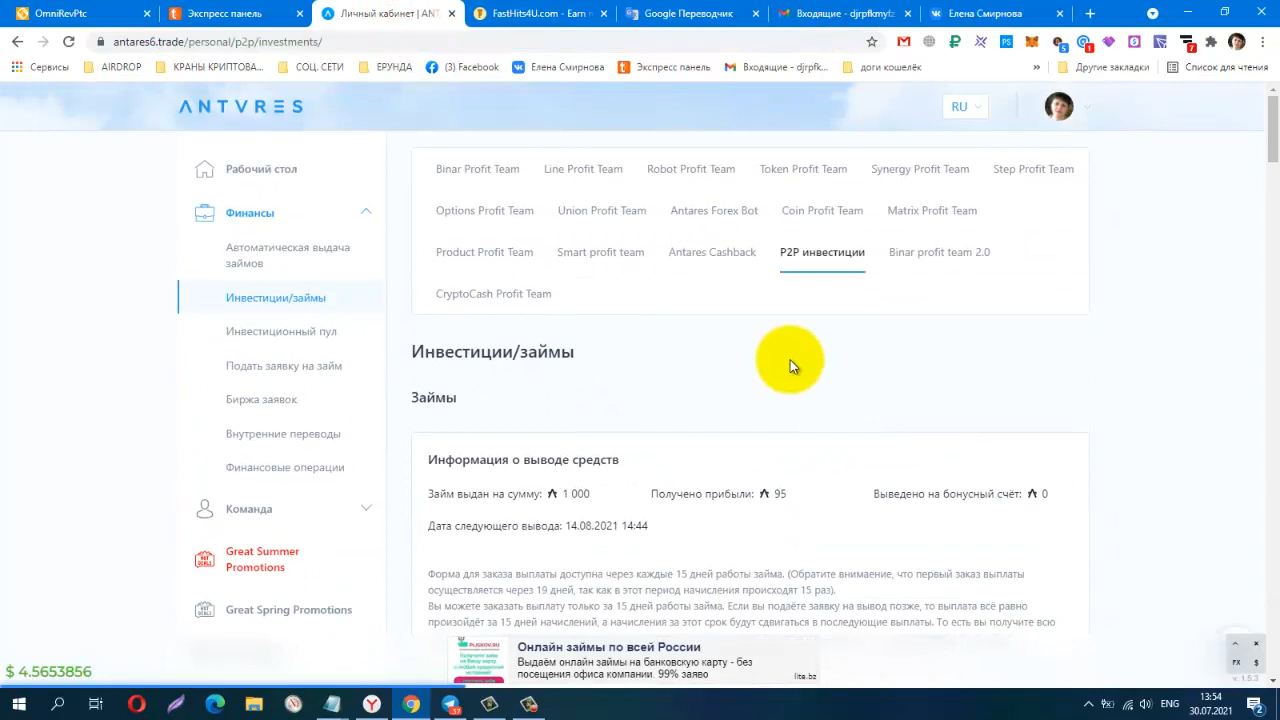 OmniRevPtc
Экспресс панель
Личный кабинет | ANT
FastHits4U.com - Earn m
Google Переводчик
Входящие - djrpfkmyfz
Елена Смирнова
antares6.trade/personal/p2p/investments/
Сервисы
AIRDROP
КРАНЫ КРИПТОВА...
СОЦ. СЕТИ
ЕРУНДА
(3) Facebook
Елена Смирнова
Экспресс панель
Входящие - djrpfk...
доги кошелёк
»
Другие закладки
Список для чтения
ANTVRES
RU
Рабочий стол
Финансы
Автоматическая выдача
займов
Инвестиции/займы
Инвестиционный пул
Подать заявку на займ
Биржа заявок
Внутренние переводы
Финансовые операции
Команда
Great Summer
Promotions
Great Spring Promotions
Binar Profit Team Line Profit Team Robot Profit Team Token Profit Team Synergy Profit Team Step Profit Team
Options Profit Team Union Profit Team Antares Forex Bot Coin Profit Team Matrix Profit Team
Product Profit Team Smart profit team Antares Cashback P2P инвестиции Binar profit team 2.0
CryptoCash Profit Team
Инвестиции/займы
Займы
Информация о выводе средств
Займ выдан на сумму: 1 000 Получено прибыли: 95 Выведено на бонусный счёт: 0
Дата следующего вывода: 14.08.2021 14:44
Форма для заказа выплаты доступна через каждые 15 дней работы займа. (Обратите внимаение, что первый заказ выплаты
осуществляется через 19 дней, так как в этот период начисления происходят 15 раз).
Вы можете заказать выплату только за 15 дней работы займа. Если вы подаёте заявку на вывод позже, то выплата всё равно
произойдёт за 15 дней начислений, а начисления за этот срок будут сдвигаться в последующие выплаты. То есть вы получите всю
Онлайн займы по всей России
Выдаём онлайн займы на банковскую карту - без
посещения офиса компании. 99% заяво
lite.bz
$ 4.5653856
FX $
v. 1.5.3
ENG
13:54
30.07.2021